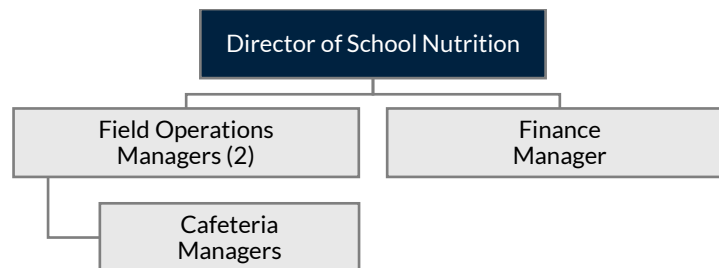 Director of School Nutrition
Field Operations
Managers (2)
Finance
Manager
Cafeteria
Managers